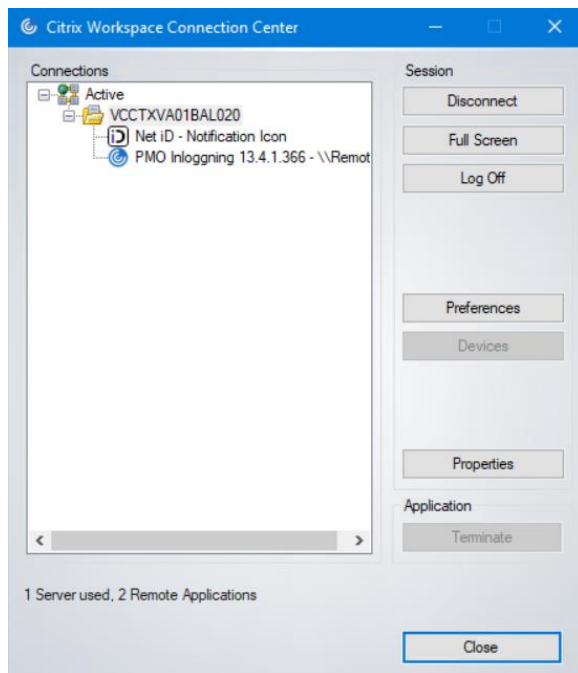 Citrix Workspace Connection Center
Connections
Active
VCCTXVA01BAL020
Net iD - Notification Icon
PMO Inloggning 13.4.1.366 - \\Remot
Session
Disconnect
Full Screen
Log Off
Preferences
Devices
Properties
Application
Terminate
1 Server used, 2 Remote Applications
Close